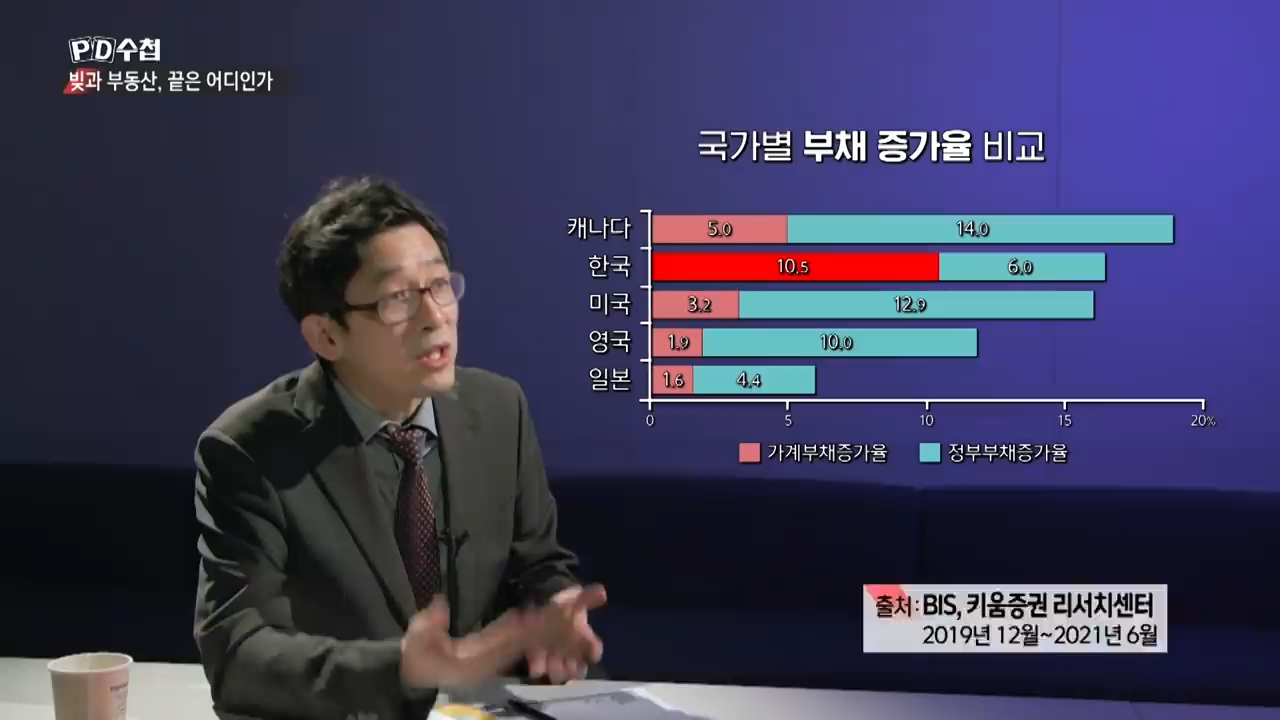 PD수첩
빚과 부동산, 끝은 어디인가
국가별 부채 증가율 비교
캐나다 5.0 14.0
한국 10.5 6.0
미국 3.2 12.9
영국 1.9 10.0
일본 1.6 4.4
0 5 10 15 20%
가계부채증가율 정부부채증가율
출처: BIS, 키움증권 리서치센터
2019년 12월~2021년 6월